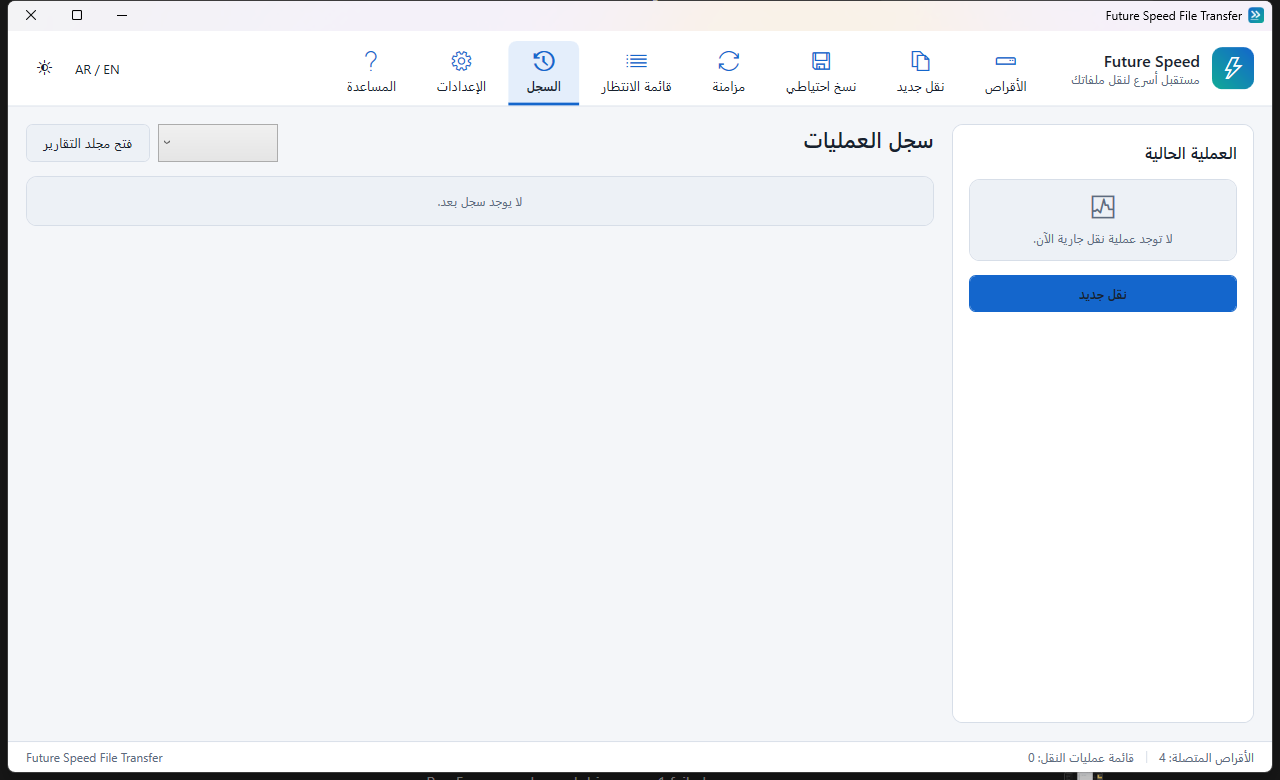 Future Speed File Transfer
Future Speed
مستقبل أسرع لنقل ملفاتك
الأقراص
نقل جديد
نسخ احتياطي
مزامنة
قائمة الانتظار
السجل
الإعدادات
المساعدة
AR / EN
العملية الحالية
لا توجد عملية نقل جارية الآن.
نقل جديد
سجل العمليات
فتح مجلد التقارير
لا يوجد سجل بعد.
الأقراص المتصلة: 4
قائمة عمليات النقل: 0
Future Speed File Transfer